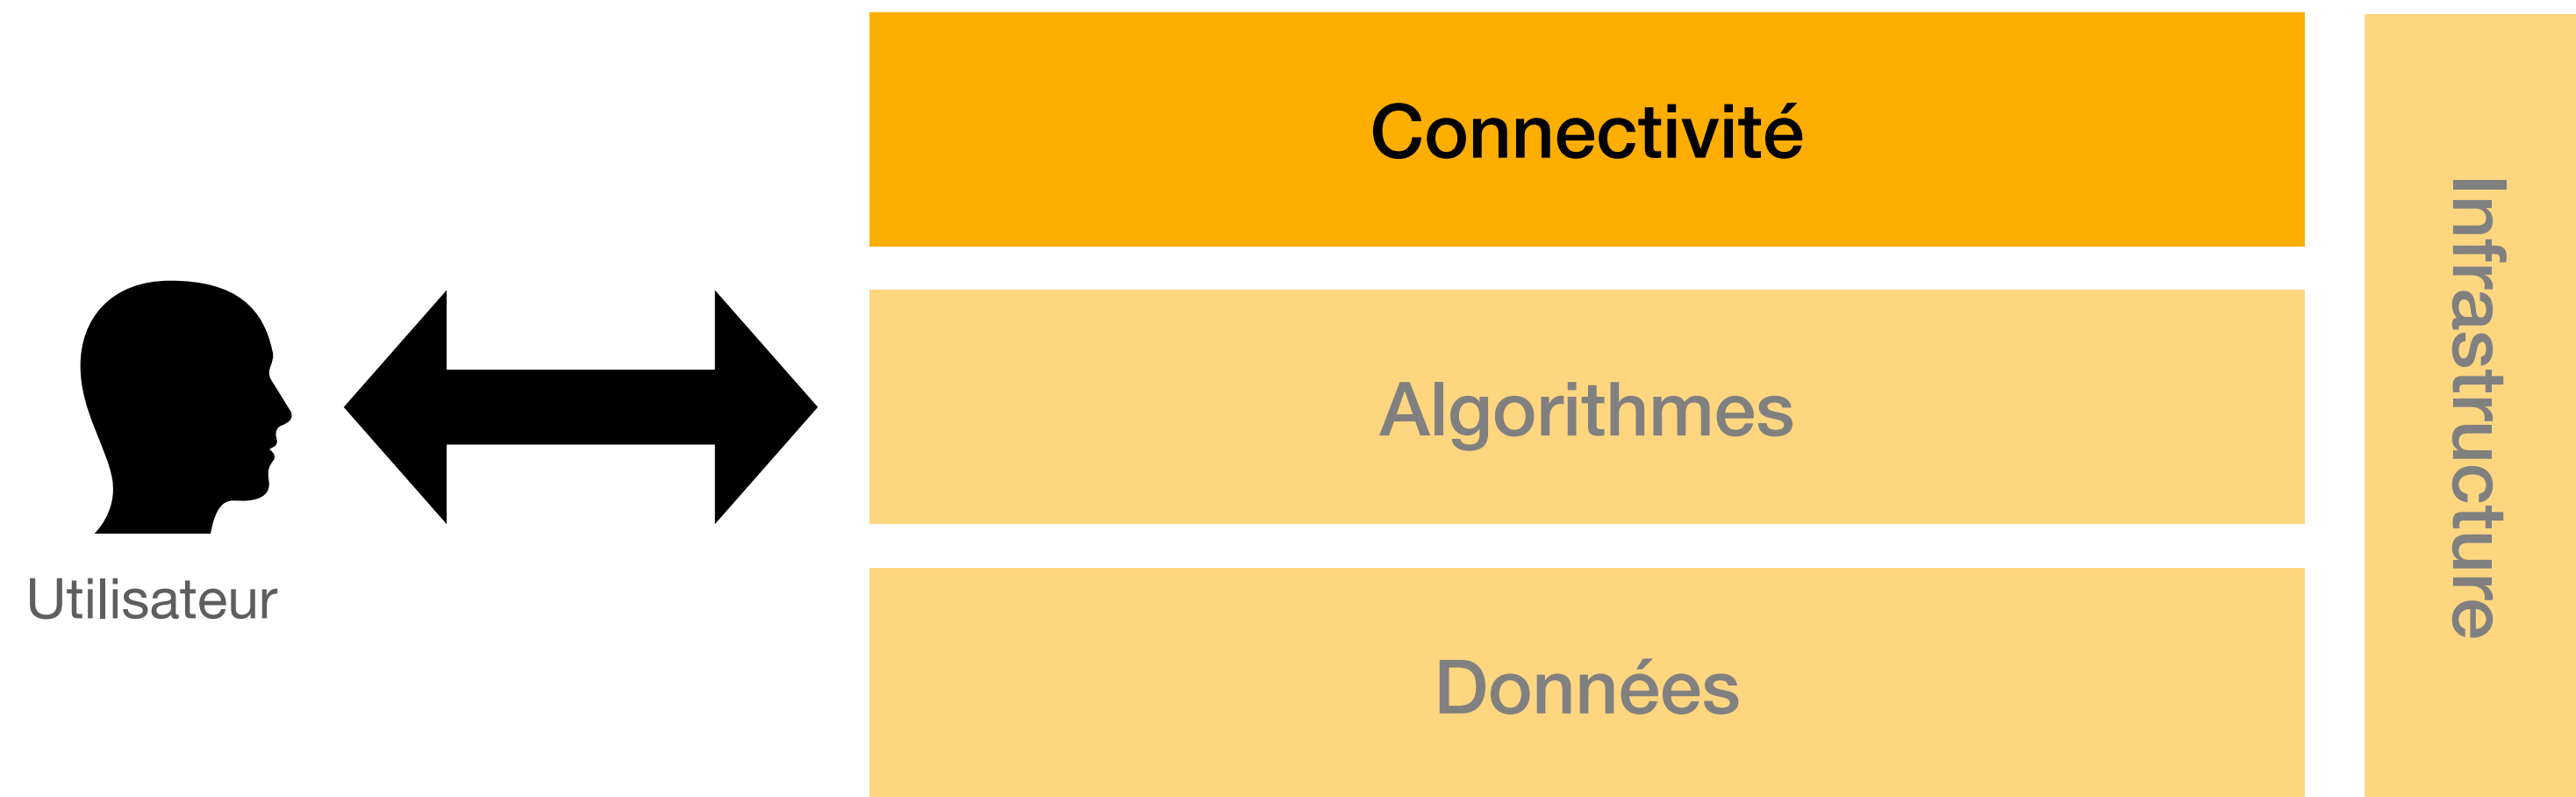 Connectivité
Algorithmes
Données
Infrastructure
Utilisateur